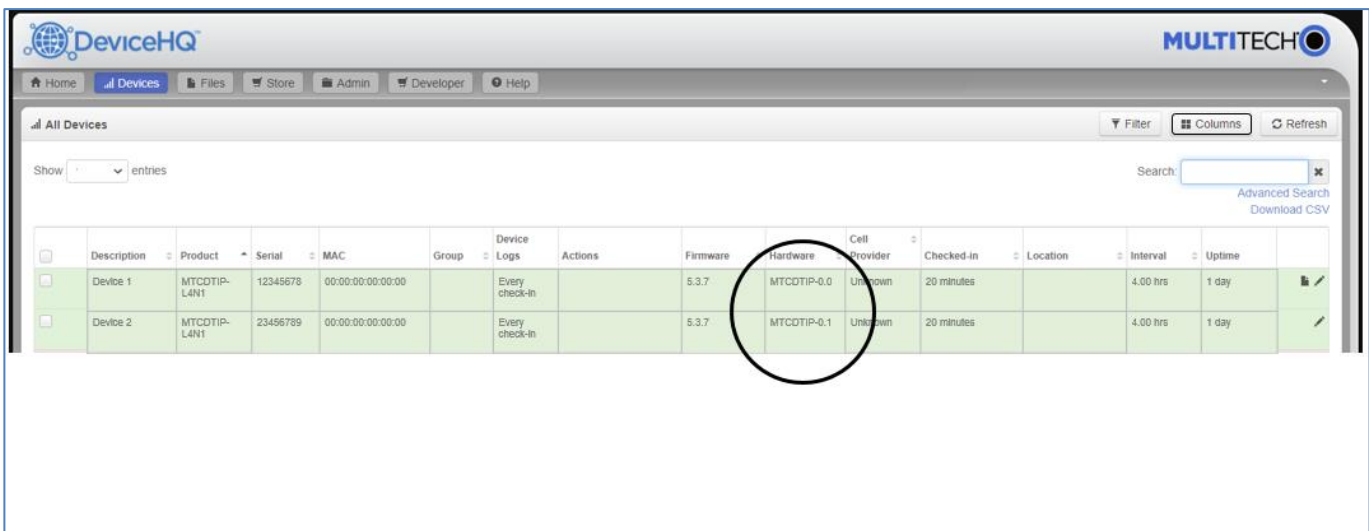 DeviceHQ MULTITECH
Home Devices Files Store Admin Developer Help
All Devices Filter Columns Refresh
Show entries Search:
Advanced Search
Download CSV
Description Product Serial MAC Group Device Logs Actions Firmware Hardware Cell Provider Checked-in Location Interval Uptime
Device 1 MTCDTIP-L4N1 12345678 00:00:00:00:00:00 Every check-in 5.3.7 MTCDTIP-0.0 Unknown 20 minutes 4.00 hrs 1 day
Device 2 MTCDTIP-L4N1 23456789 00:00:00:00:00:00 Every check-in 5.3.7 MTCDTIP-0.1 Unknown 20 minutes 4.00 hrs 1 day